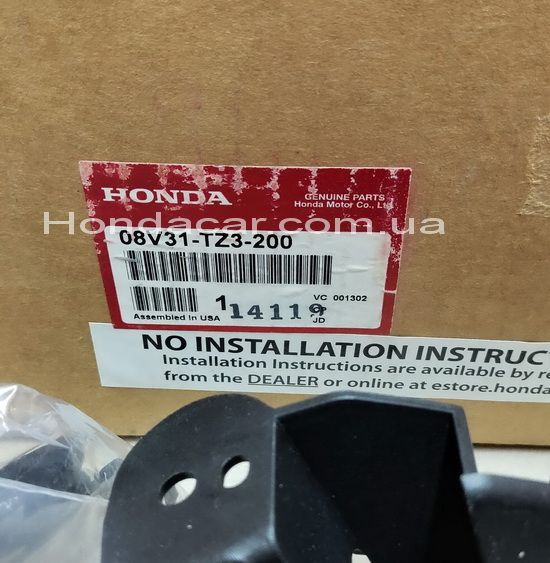 HONDA
GENUINE PARTS
Honda Motor Co., Ltd.
Hondacar.com.ua
08V31-TZ3-200
1
14119
VC 001302
Assembled In USA
JD
NO INSTALLATION INSTRUC
Installation Instructions are available by re
from the DEALER or online at estore.honda